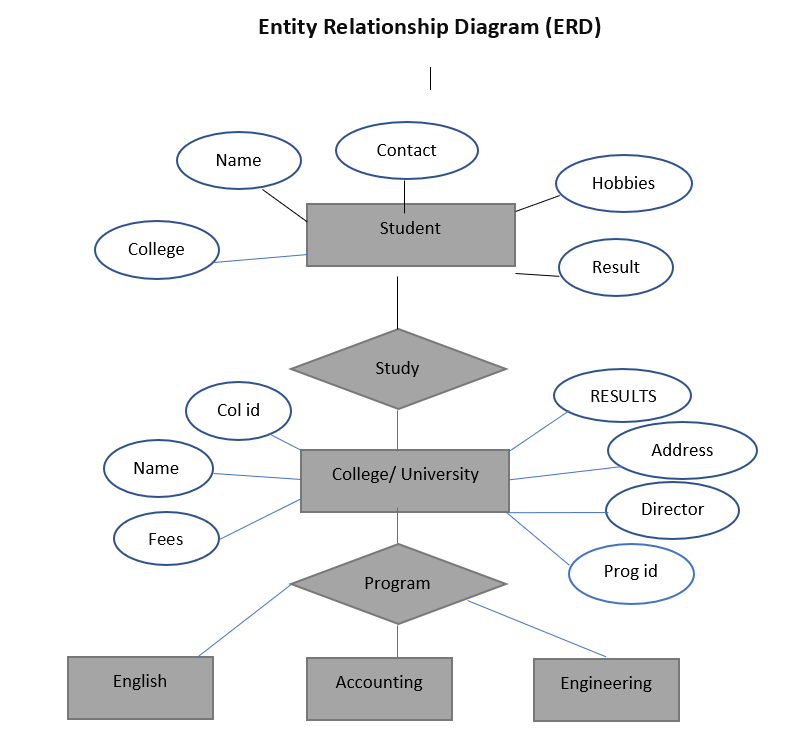 Entity Relationship Diagram (ERD)
Contact
Name
Hobbies
Student
College
Result
Study
RESULTS
Col id
Address
Name
College/ University
Director
Fees
Prog id
Program
English
Accounting
Engineering